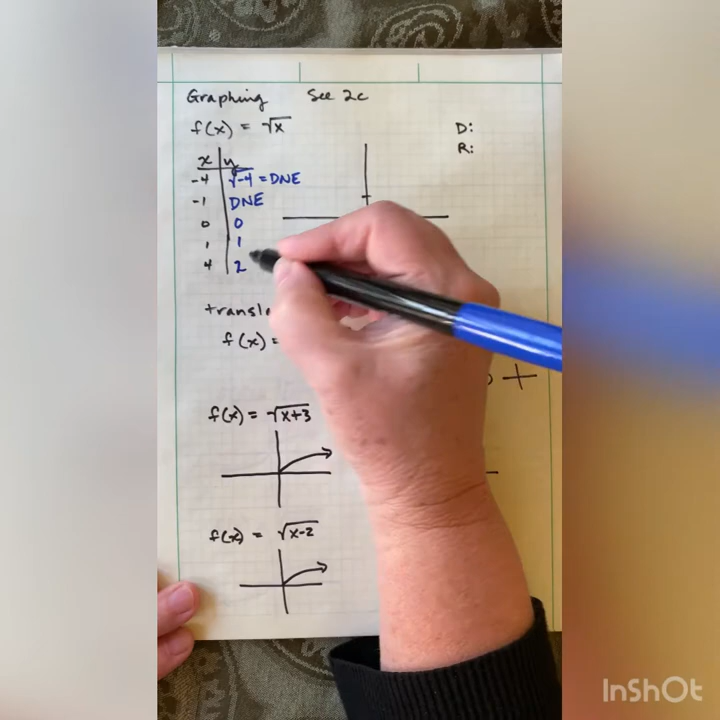 Graphing See 2c
f(x) = √x
D:
R:
x y
-4 √-4 = DNE
-1 DNE
0 0
1 1
4 2
f(x) =
f(x) = √x+3
f(x) = √x-2
InShOt